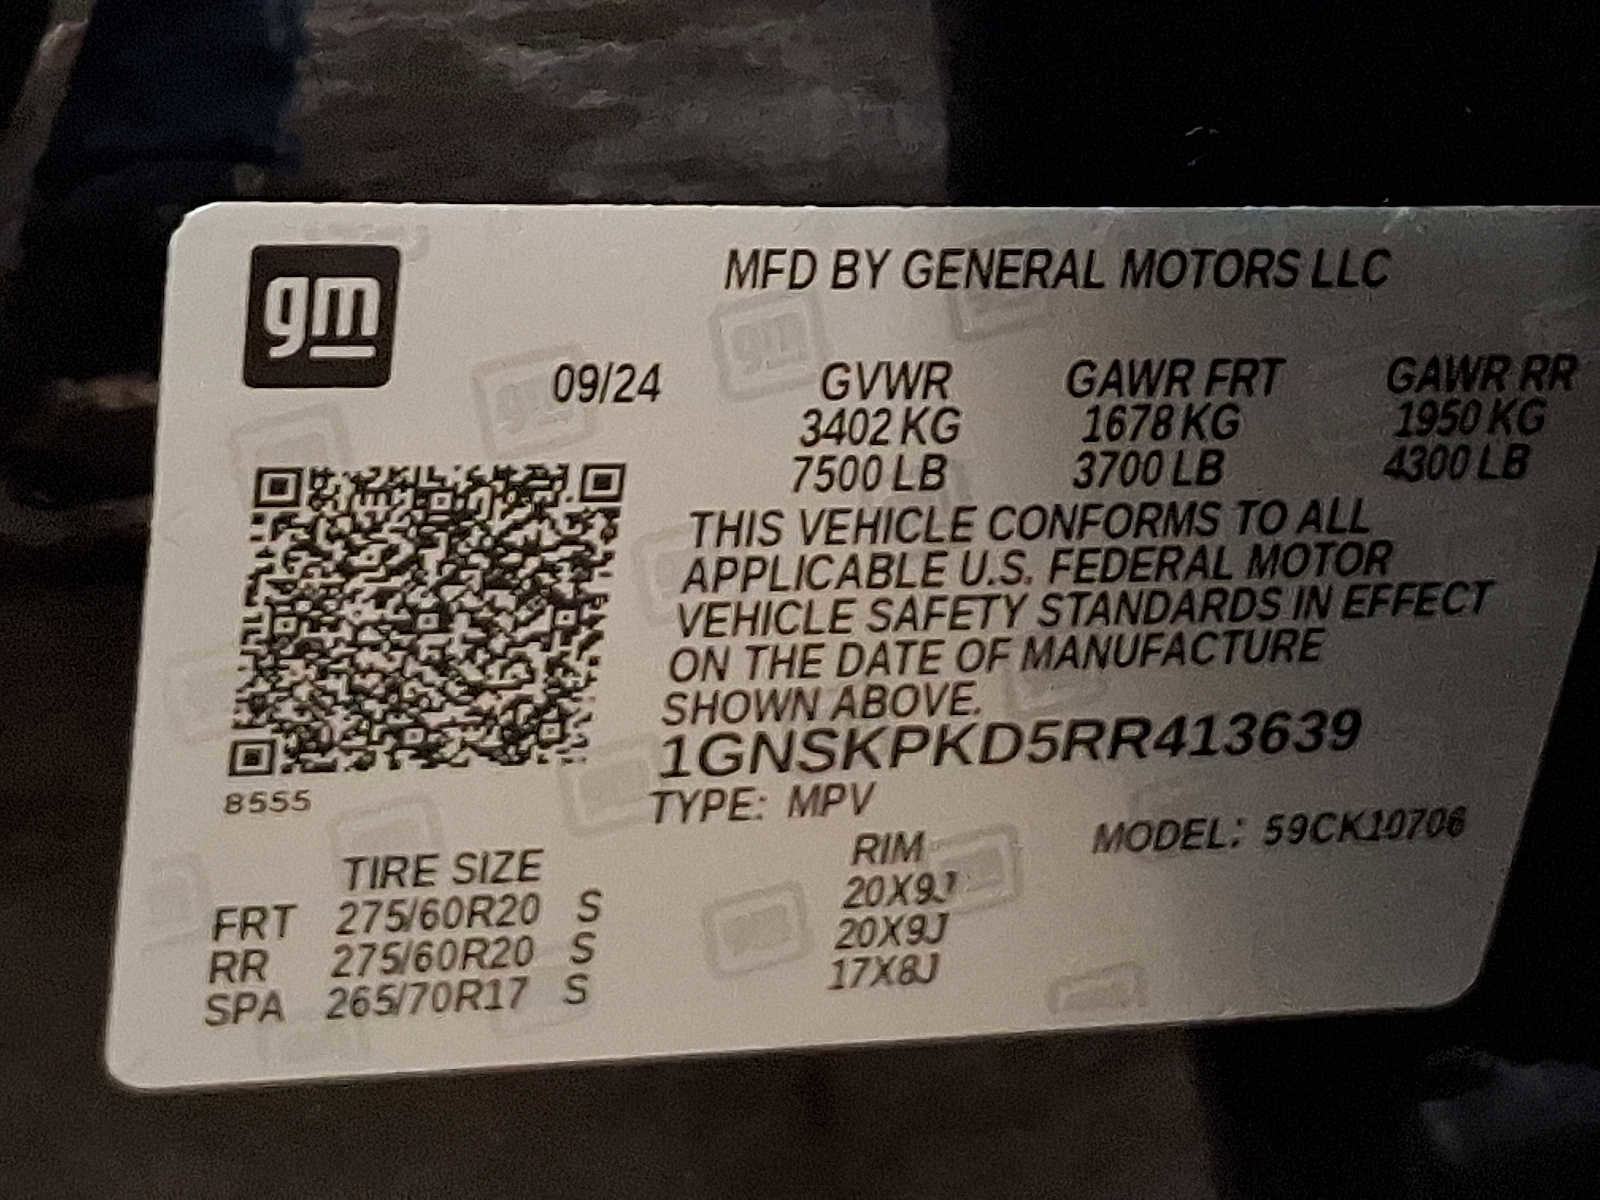 gm
MFD BY GENERAL MOTORS LLC
09/24 GVWR GAWR FRT GAWR RR
3402 KG 1678 KG 1950 KG
7500 LB 3700 LB 4300 LB
THIS VEHICLE CONFORMS TO ALL
APPLICABLE U.S. FEDERAL MOTOR
VEHICLE SAFETY STANDARDS IN EFFECT
ON THE DATE OF MANUFACTURE
SHOWN ABOVE.
1GNSKPKD5RR413639
8555
TYPE: MPV MODEL: 59CK10706
TIRE SIZE RIM
FRT 275/60R20 S 20X9J
RR 275/60R20 S 20X9J
SPA 265/70R17 S 17X8J